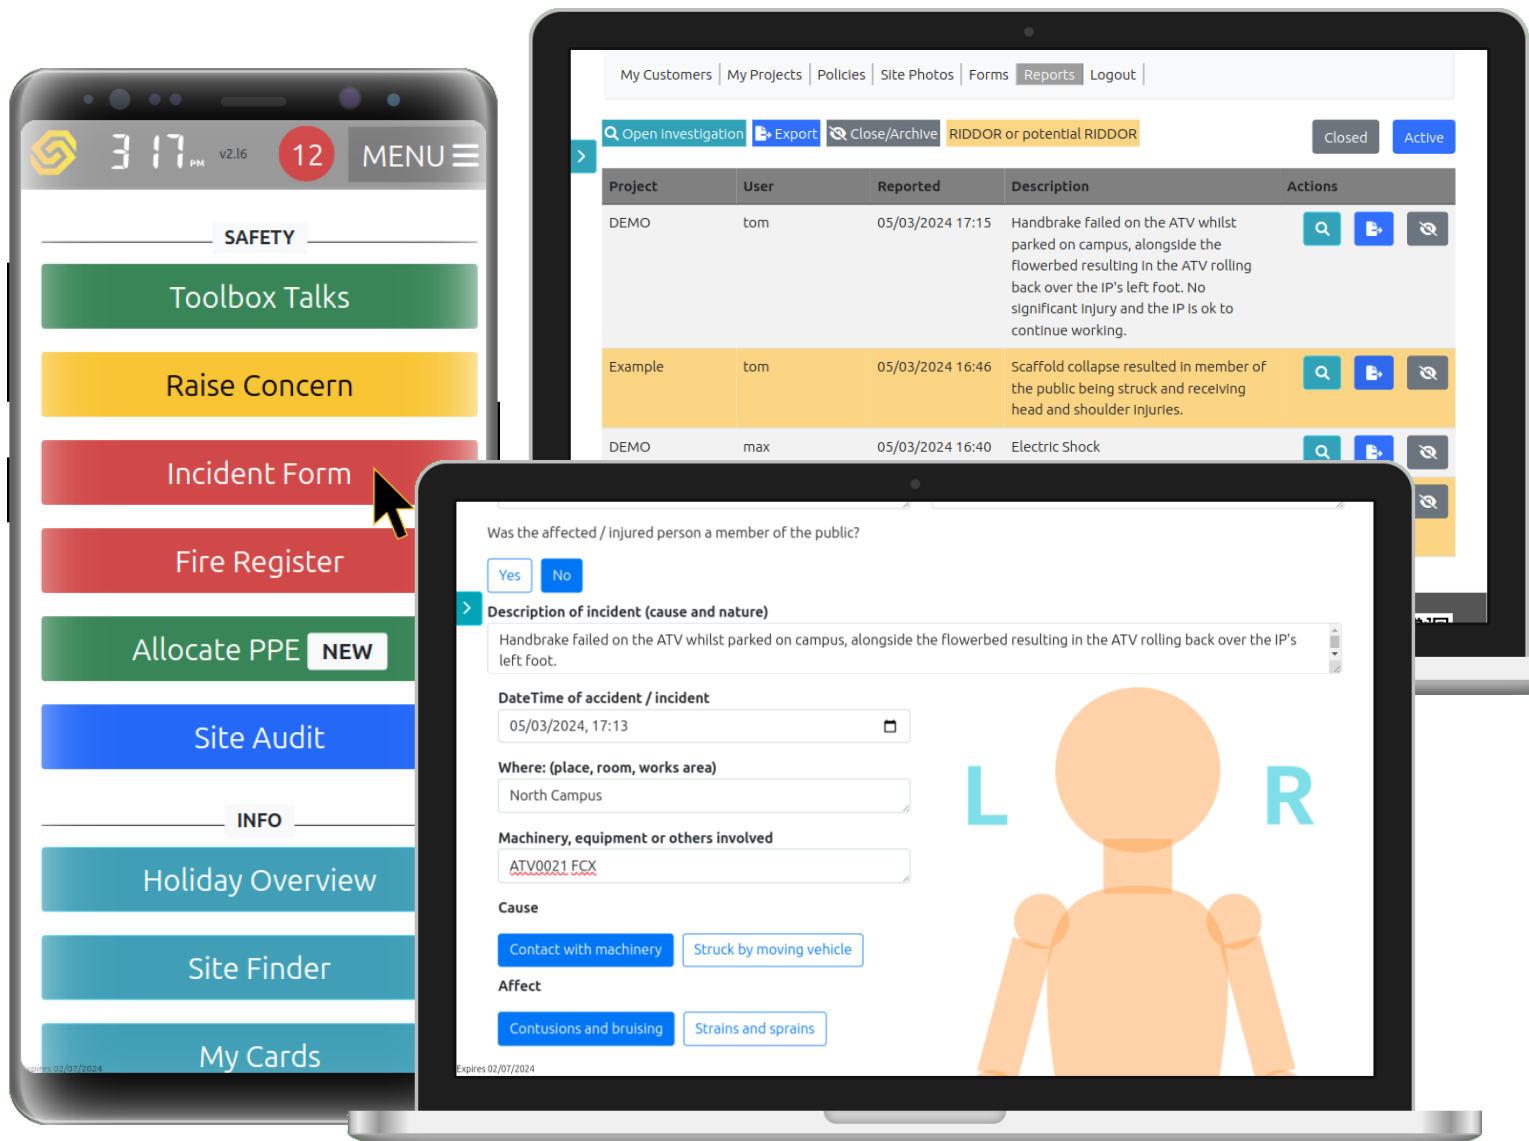 3 17 PM
v2.16
12
MENU
SAFETY
Toolbox Talks
Raise Concern
Incident Form
Fire Register
Allocate PPE NEW
Site Audit
INFO
Holiday Overview
Site Finder
My Cards
xpires 02/07/2024
My Customers
My Projects
Policies
Site Photos
Forms
Reports
Logout
Open Investigation
Export
Close/Archive
RIDDOR or potential RIDDOR
Closed
Active
Project User Reported Description Actions
DEMO tom 05/03/2024 17:15 Handbrake failed on the ATV whilst
parked on campus, alongside the
flowerbed resulting in the ATV rolling
back over the IP's left foot. No
significant injury and the IP is ok to
continue working.
Example tom 05/03/2024 16:46 Scaffold collapse resulted in member of
the public being struck and receiving
head and shoulder injuries.
DEMO max 05/03/2024 16:40 Electric Shock
Was the affected / injured person a member of the public?
Yes No
Description of incident (cause and nature)
Handbrake failed on the ATV whilst parked on campus, alongside the flowerbed resulting in the ATV rolling back over the IP's
left foot.
DateTime of accident / incident
05/03/2024, 17:13
Where: (place, room, works area)
North Campus
Machinery, equipment or others involved
ATV0021 FCX
Cause
Contact with machinery Struck by moving vehicle
Affect
Contusions and bruising Strains and sprains
L R
Expires 02/07/2024